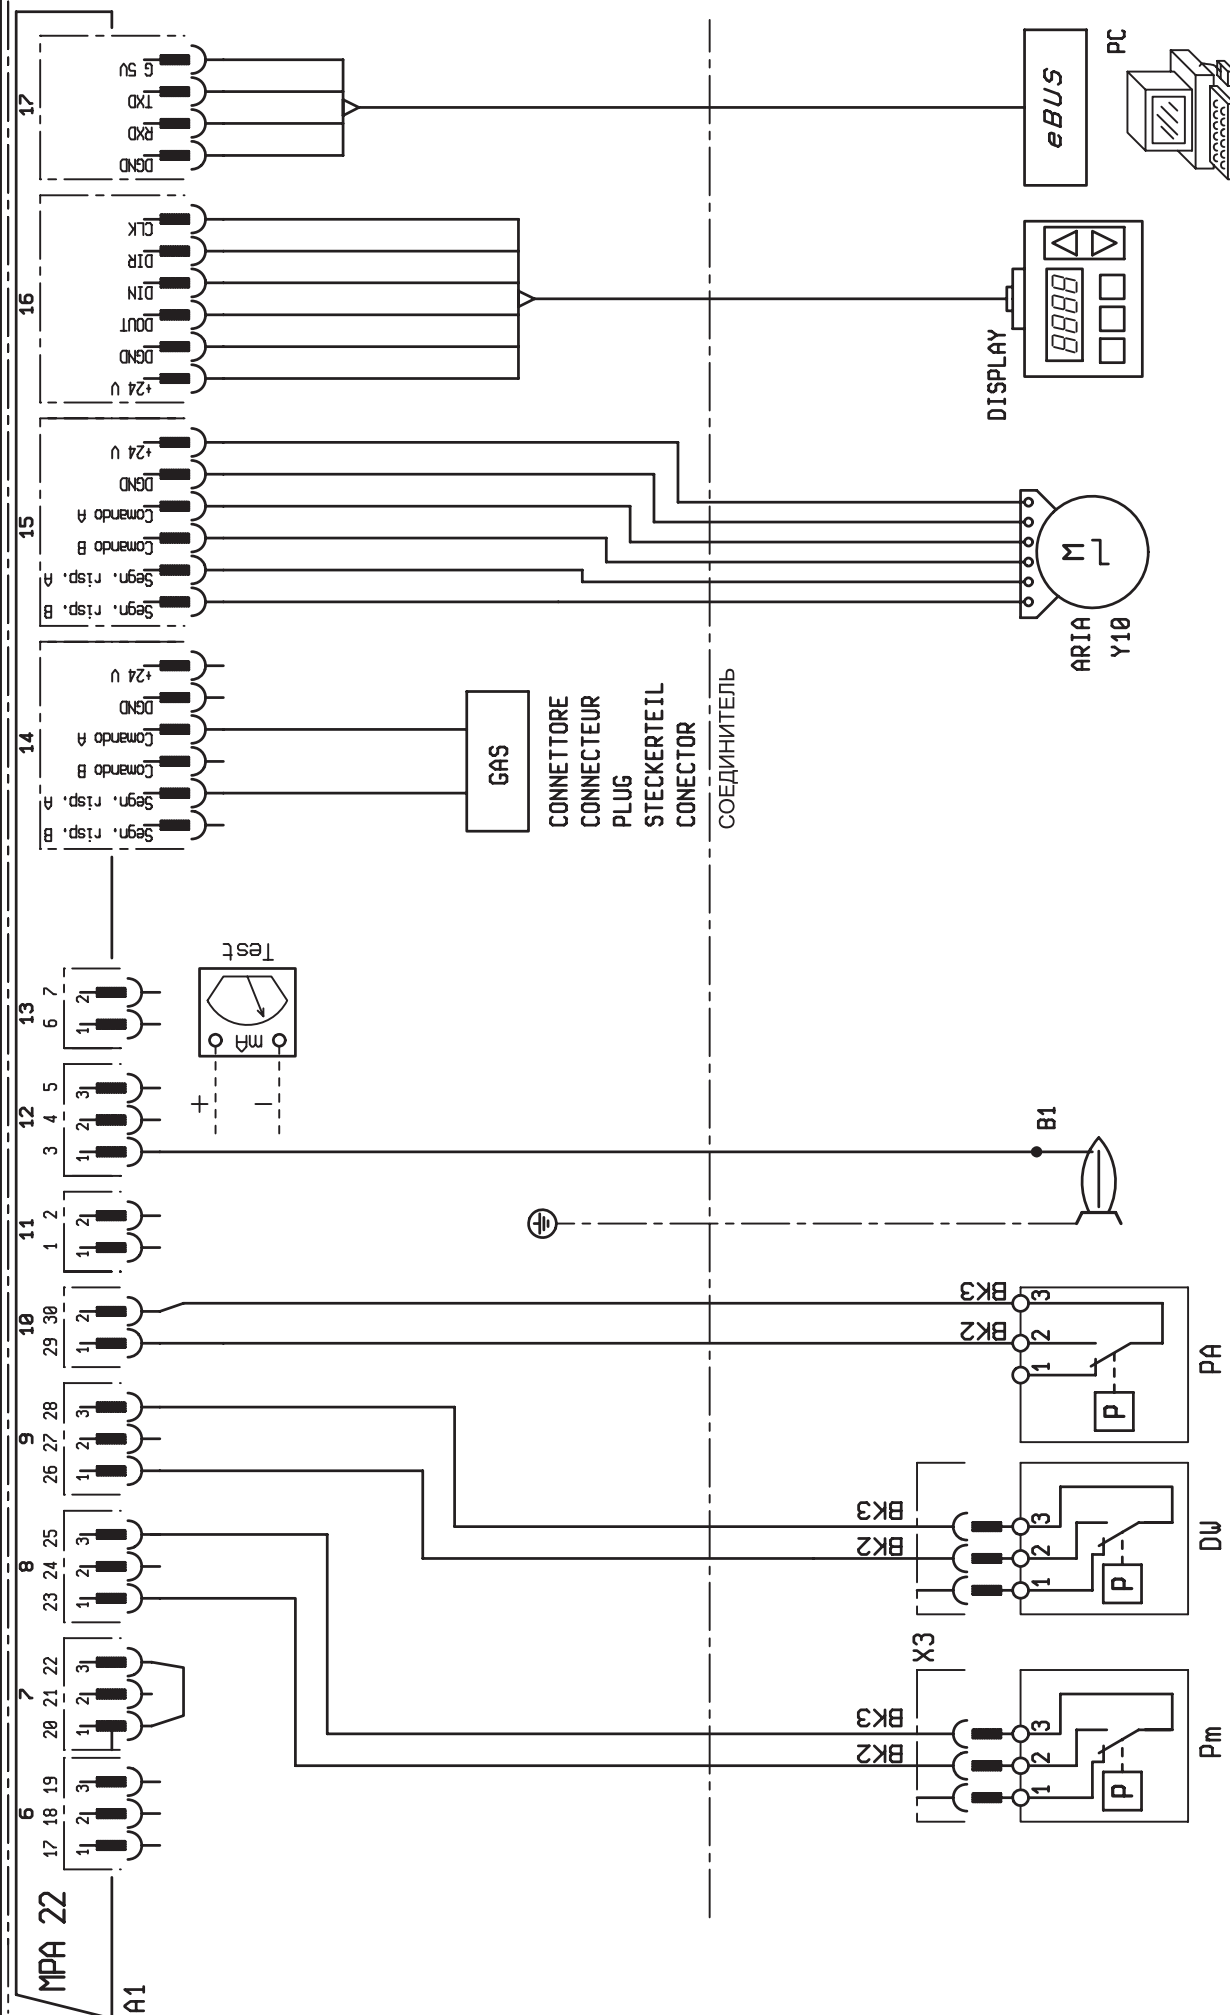 MPA 22
A1
6
17 18 19
1 2 3
7
20 21 22
1 2 3
8
23 24 25
1 2 3
9
26 27 28
1 2 3
10
29 30
1 2
11
1 2
1 2
12
3 4 5
1 2 3
13
6 7
1 2
14
Segn. risp. B
Segn. risp. A
Comando B
Comando A
DGND
+24 V
15
Segn. risp. B
Segn. risp. A
Comando B
Comando A
DGND
+24 V
16
+24 V
DGND
DOUT
DIN
DIR
CLK
17
DGND
RXD
TXD
G 5V
+
-
mA
Test
GAS
CONNETTORE
CONNECTEUR
PLUG
STECKERTEIL
CONECTOR
СОЕДИНИТЕЛЬ
BK2
BK3
X3
1 2 3
P
Pm
BK2
BK3
1 2 3
P
DW
BK2
BK3
1 2 3
P
PA
B1
M
ARIA
Y10
DISPLAY
8888
eBUS
PC